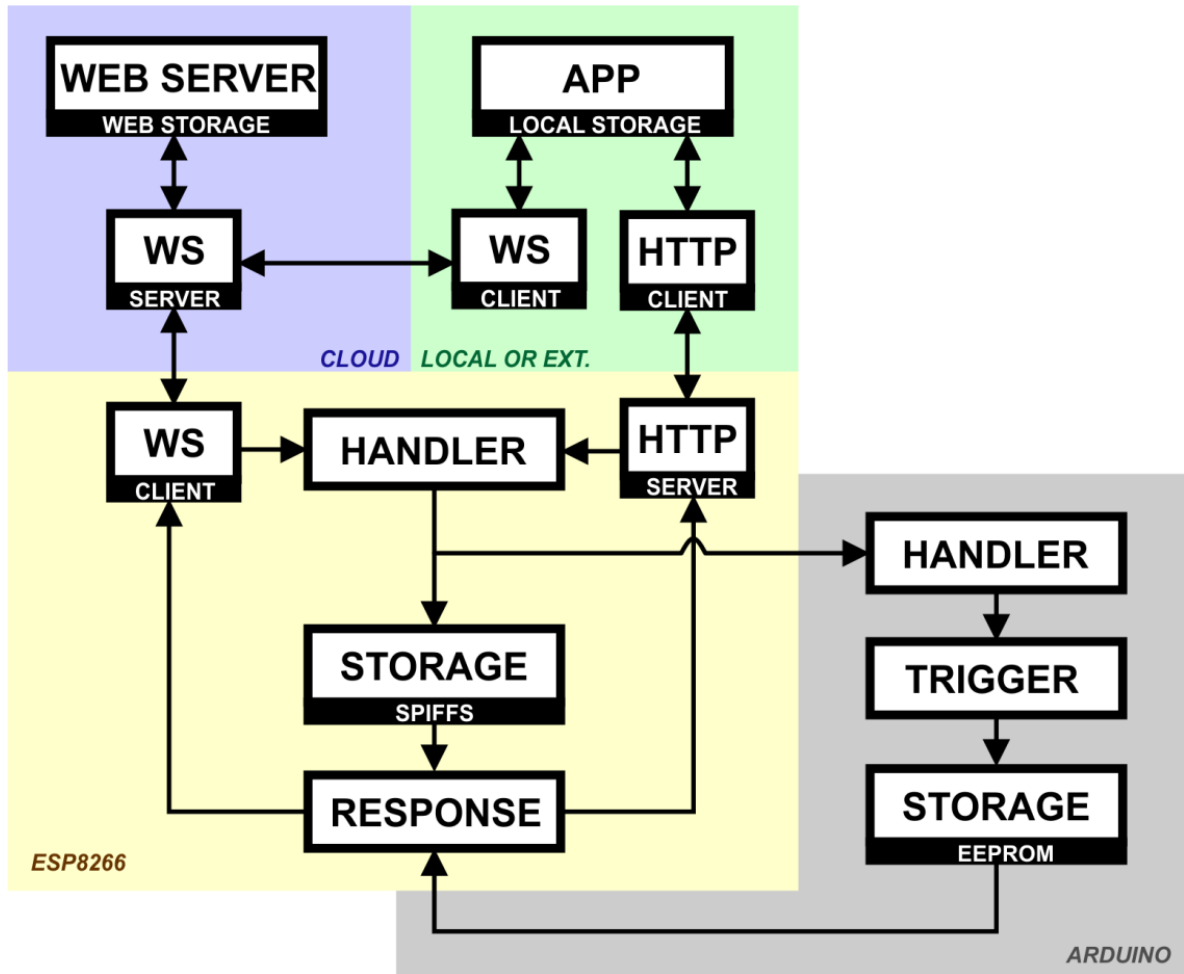 WEB SERVER
WEB STORAGE
APP
LOCAL STORAGE
WS
SERVER
WS
CLIENT
HTTP
CLIENT
CLOUD
LOCAL OR EXT.
WS
CLIENT
HANDLER
HTTP
SERVER
HANDLER
STORAGE
SPIFFS
TRIGGER
RESPONSE
STORAGE
EEPROM
ESP8266
ARDUINO